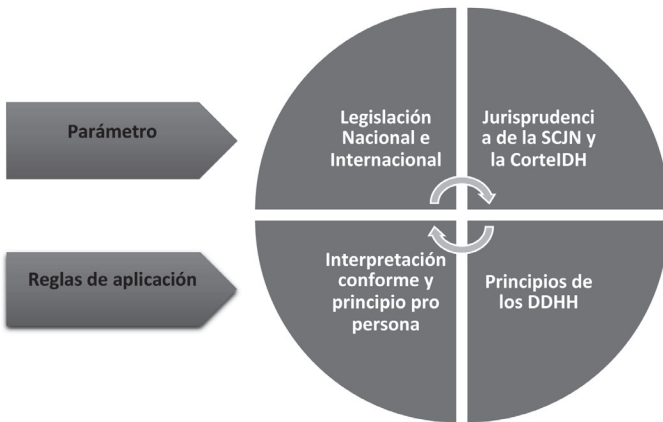 Parámetro
Legislación
Nacional e
Internacional
Jurisprudenci
a de la SCJN y
la CorteIDH
Reglas de aplicación
Interpretación
conforme y
principio pro
persona
Principios de
los DDHH